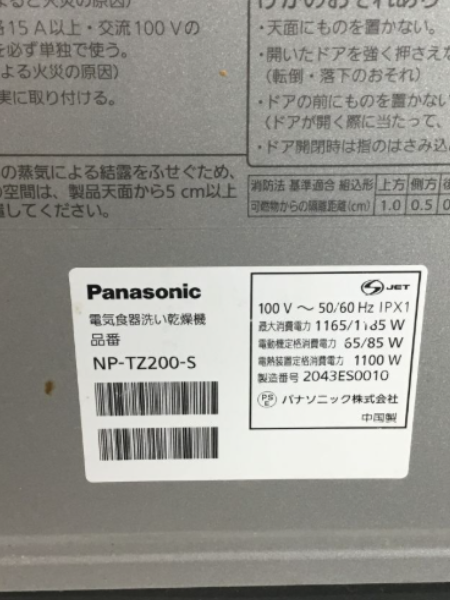 火災の原因)
15A以上・交流100Vの
を必ず単独で使う。
よる火災の原因)
実に取り付ける。
・天面にものを置かない。
・開いたドアを強く押さえな
(転倒・落下のおそれ)
・ドアの前にものを置かない
(ドアが開く際に当たって、
・ドア開閉時は指のはさみ込
の蒸気による結露をふせぐため、
空間は、製品天面から5cm以上
してください。
消防法 基準適合 組込形 上方 側方
可燃物からの隔離距離(cm) 1.0 0.5
Panasonic
電気食器洗い乾燥機
品番
NP-TZ200-S
JET
100 V ～ 50/60 Hz IPX1
最大消費電力 1165/1185 W
電動機定格消費電力 65/85 W
電熱装置定格消費電力 1100 W
製造番号 2043ES0010
PS E パナソニック株式会社
中国製